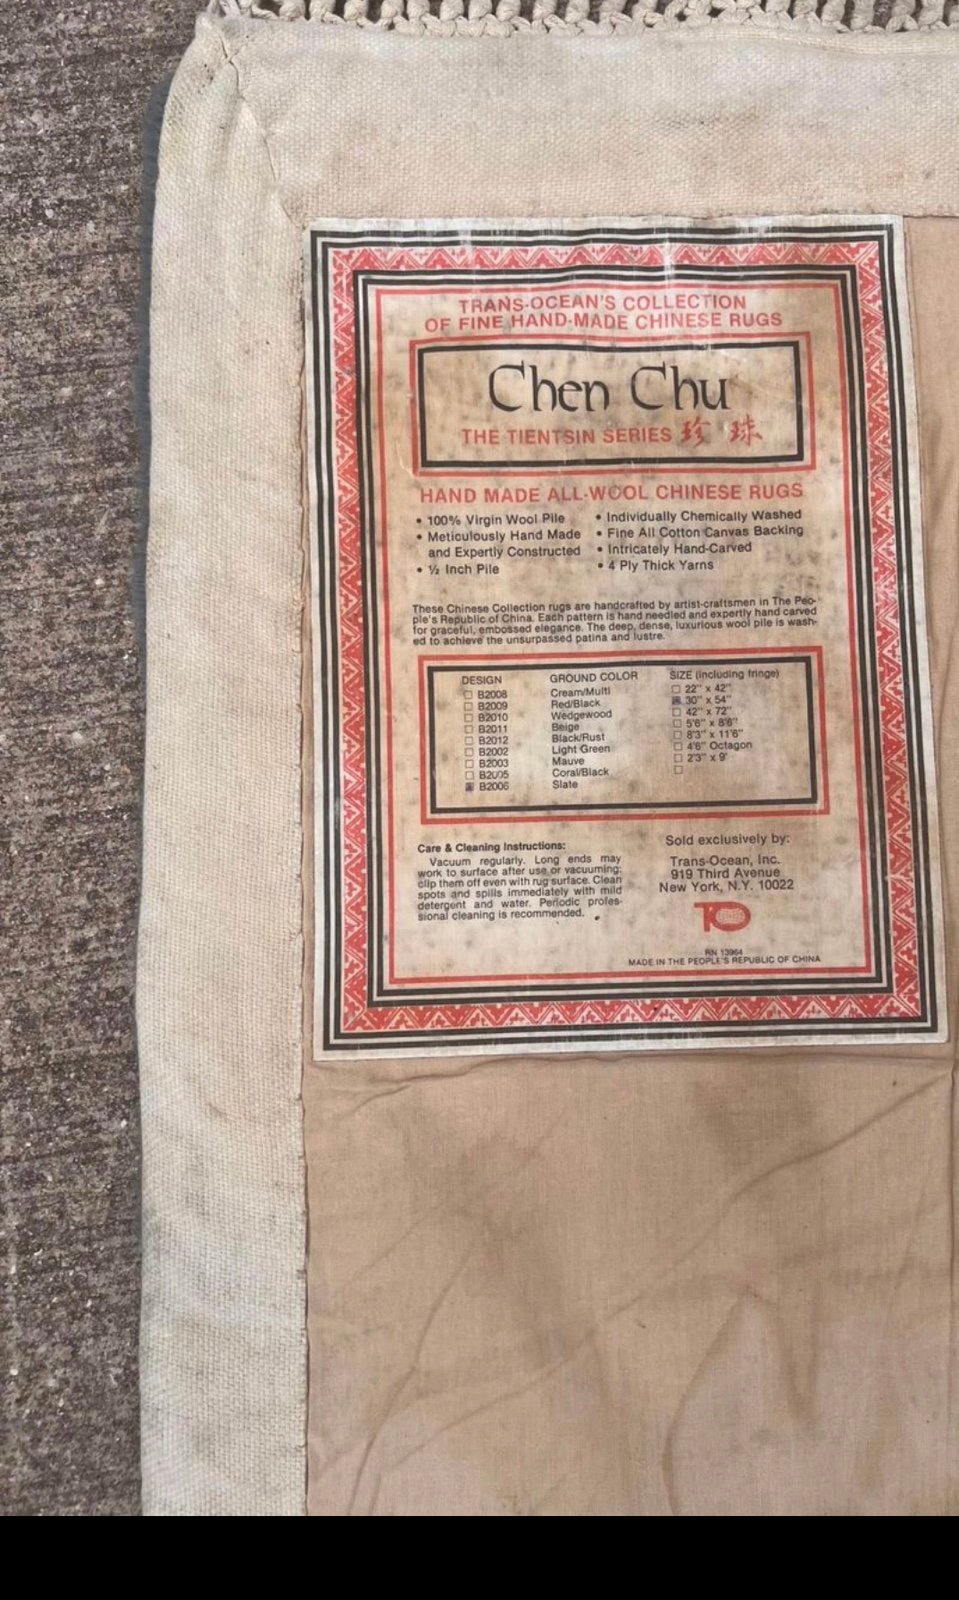 TRANS-OCEAN'S COLLECTION
OF FINE HAND-MADE CHINESE RUGS
Chen Chu
THE TIENTSIN SERIES 珍 珠
HAND MADE ALL-WOOL CHINESE RUGS
• 100% Virgin Wool Pile
• Meticulously Hand Made
and Expertly Constructed
• ½ Inch Pile
• Individually Chemically Washed
• Fine All Cotton Canvas Backing
• Intricately Hand-Carved
• 4 Ply Thick Yarns
These Chinese Collection rugs are handcrafted by artist-craftsmen in The Peo-
ple's Republic of China. Each pattern is hand needled and expertly hand carved
for graceful, embossed elegance. The deep, dense, luxurious wool pile is wash-
ed to achieve the unsurpassed patina and lustre.
DESIGN GROUND COLOR SIZE (including fringe)
☐ B2008 Cream/Multi ☐ 22" x 42"
☐ B2009 Red/Black ☒ 30" x 54"
☐ B2010 Wedgewood ☐ 42" x 72"
☐ B2011 Beige ☐ 5'6" x 8'6"
☐ B2012 Black/Rust ☐ 8'3" x 11'6"
☐ B2002 Light Green ☐ 4'6" Octagon
☐ B2003 Mauve ☐ 2'3" x 9'
☐ B2005 Coral/Black ☐
☒ B2006 Slate
Care & Cleaning Instructions:
Vacuum regularly. Long ends may
work to surface after use or vacuuming;
clip them off even with rug surface. Clean
spots and spills immediately with mild
detergent and water. Periodic profes-
sional cleaning is recommended.
Sold exclusively by:
Trans-Ocean, Inc.
919 Third Avenue
New York, N.Y. 10022
TO
RN 13964
MADE IN THE PEOPLE'S REPUBLIC OF CHINA